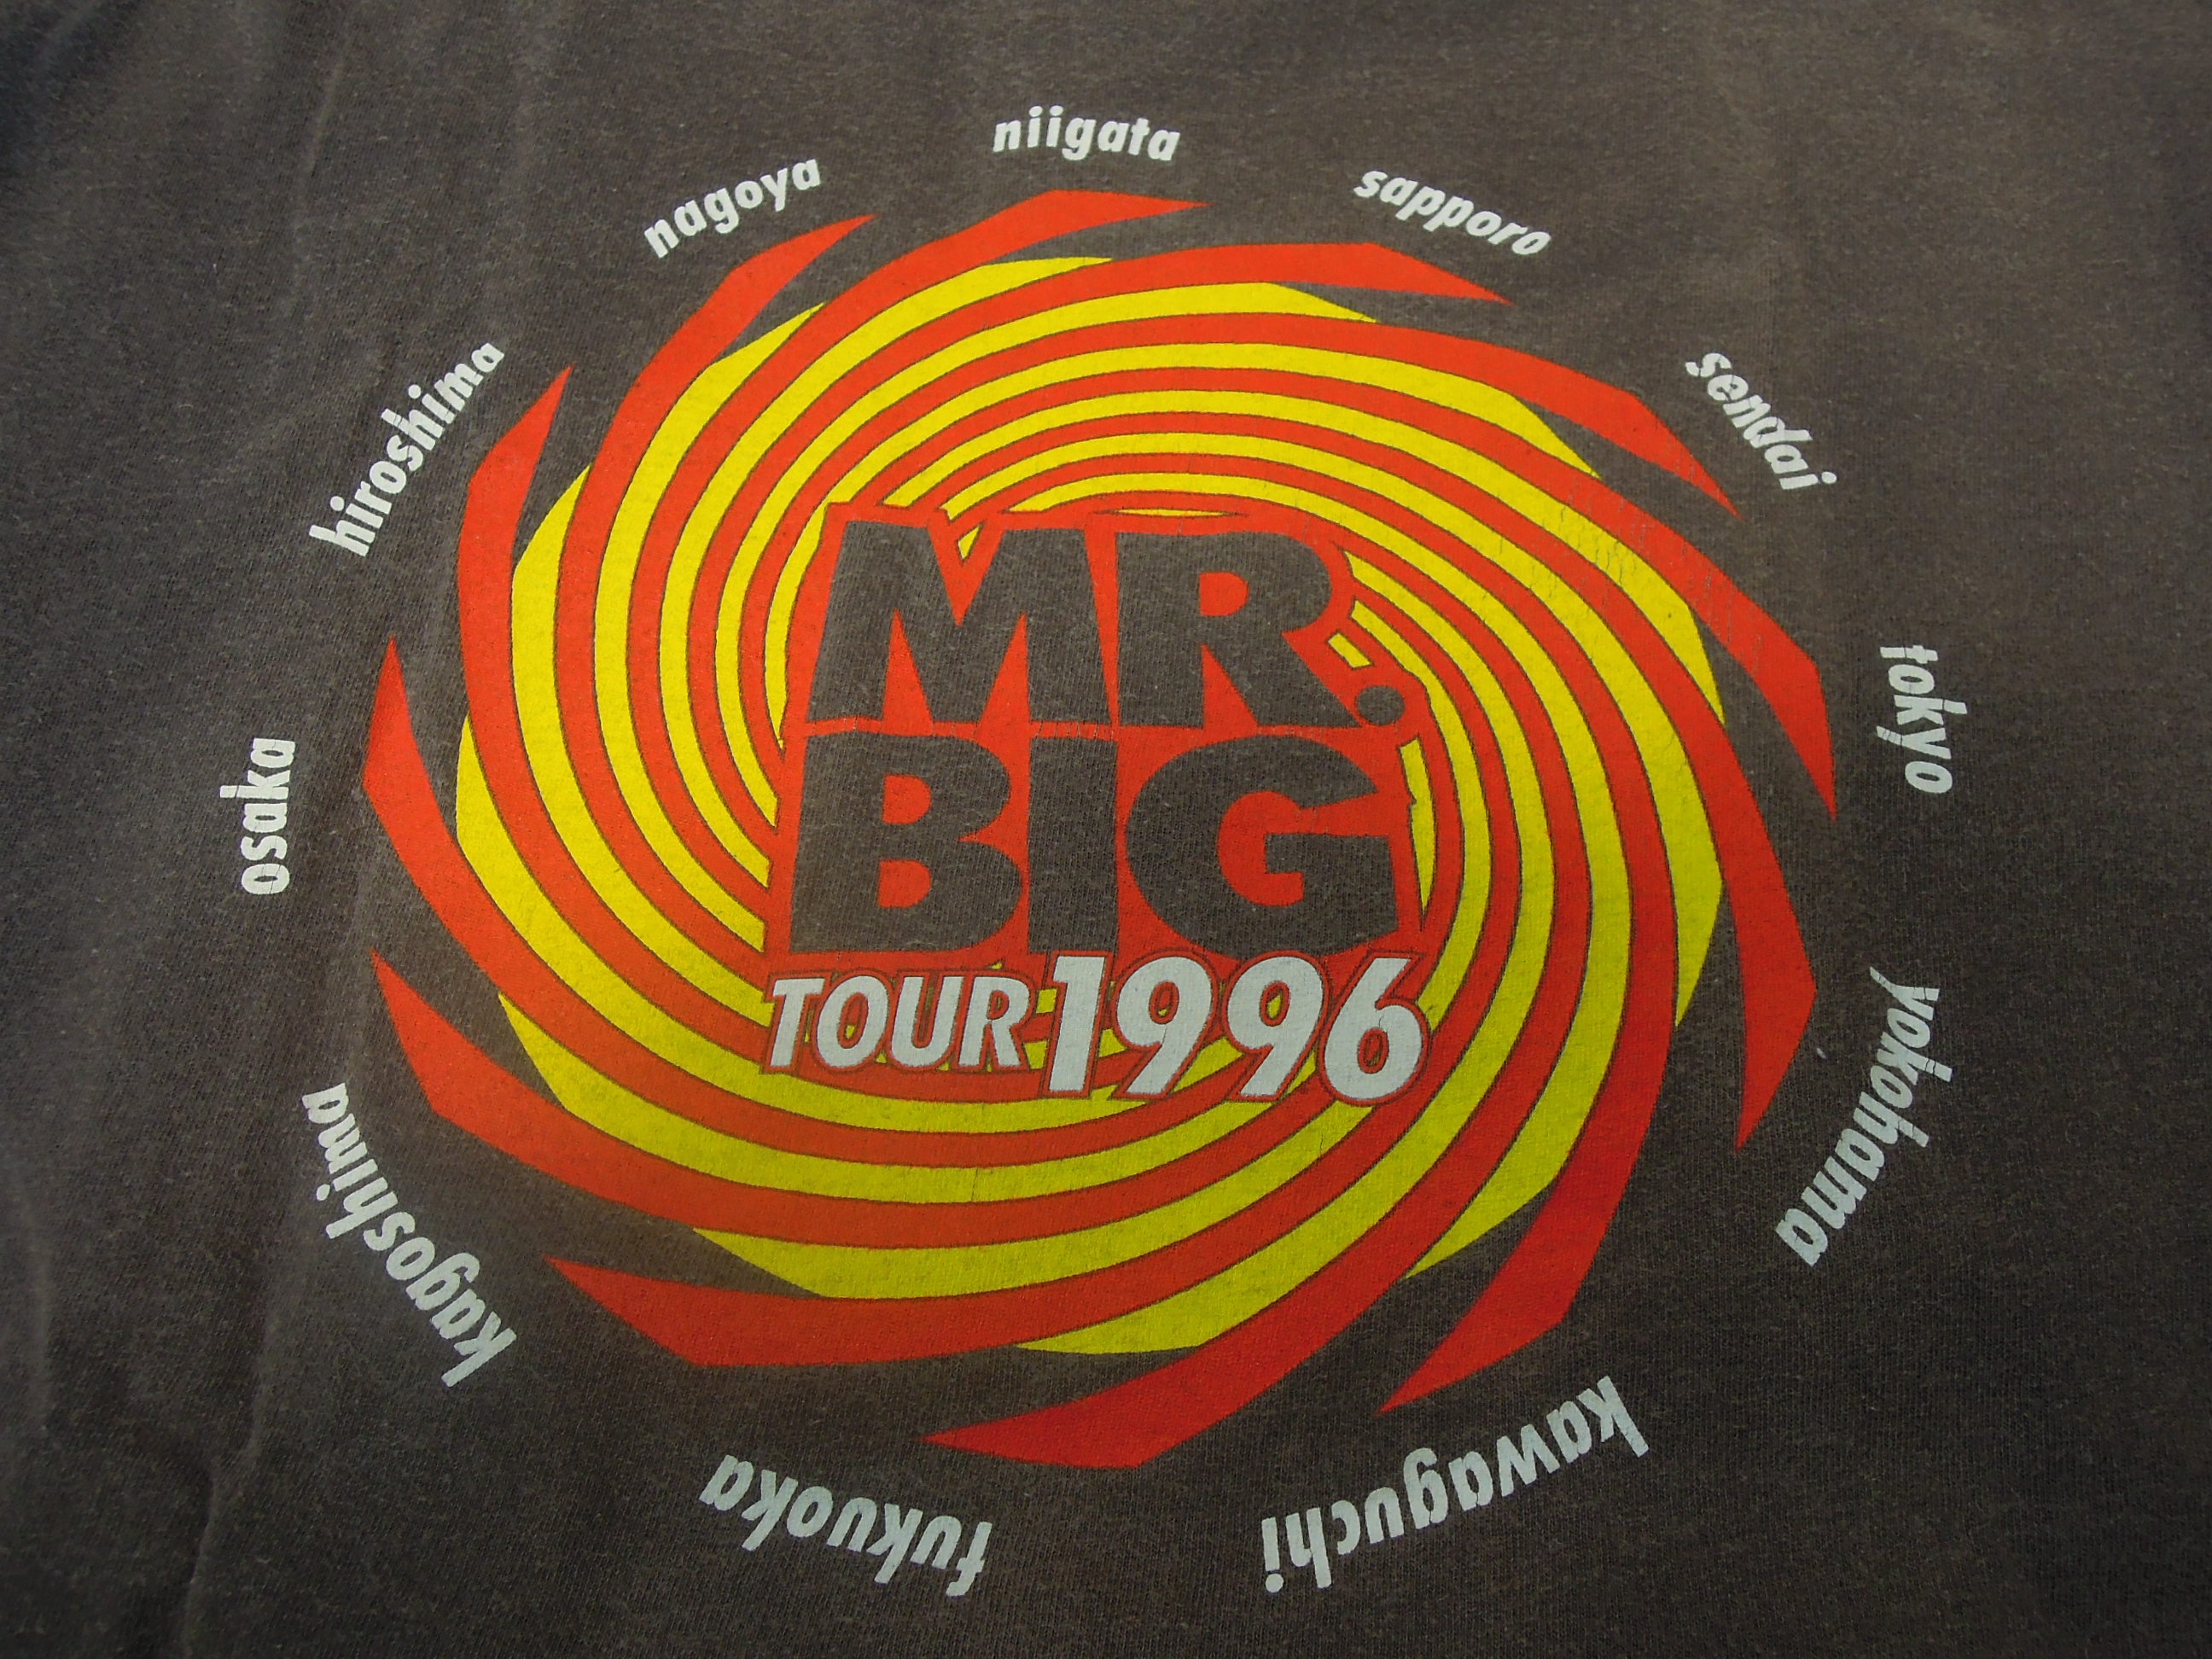 MR.
BIG
TOUR 1996
niigata
sapporo
sendai
tokyo
yokohama
kawaguchi
fukuoka
kagoshima
osaka
hiroshima
nagoya